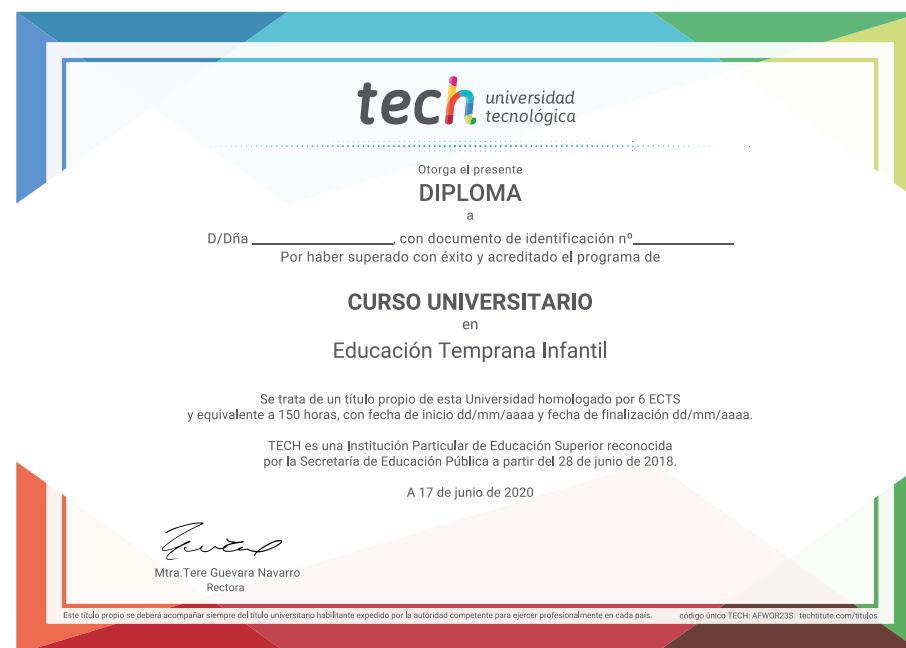 tech universidad
tecnológica
Otorga el presente
DIPLOMA
a
D/Dña ________________, con documento de identificación nº____________
Por haber superado con éxito y acreditado el programa de
CURSO UNIVERSITARIO
en
Educación Temprana Infantil
Se trata de un título propio de esta Universidad homologado por 6 ECTS
y equivalente a 150 horas, con fecha de inicio dd/mm/aaaa y fecha de finalización dd/mm/aaaa.
TECH es una Institución Particular de Educación Superior reconocida
por la Secretaría de Educación Pública a partir del 28 de junio de 2018.
A 17 de junio de 2020
Mtra.Tere Guevara Navarro
Rectora
Este título propio se deberá acompañar siempre del título universitario habilitante expedido por la autoridad competente para ejercer profesionalmente en cada país. código único TECH: AFWOR23S techtitute.com/titulos